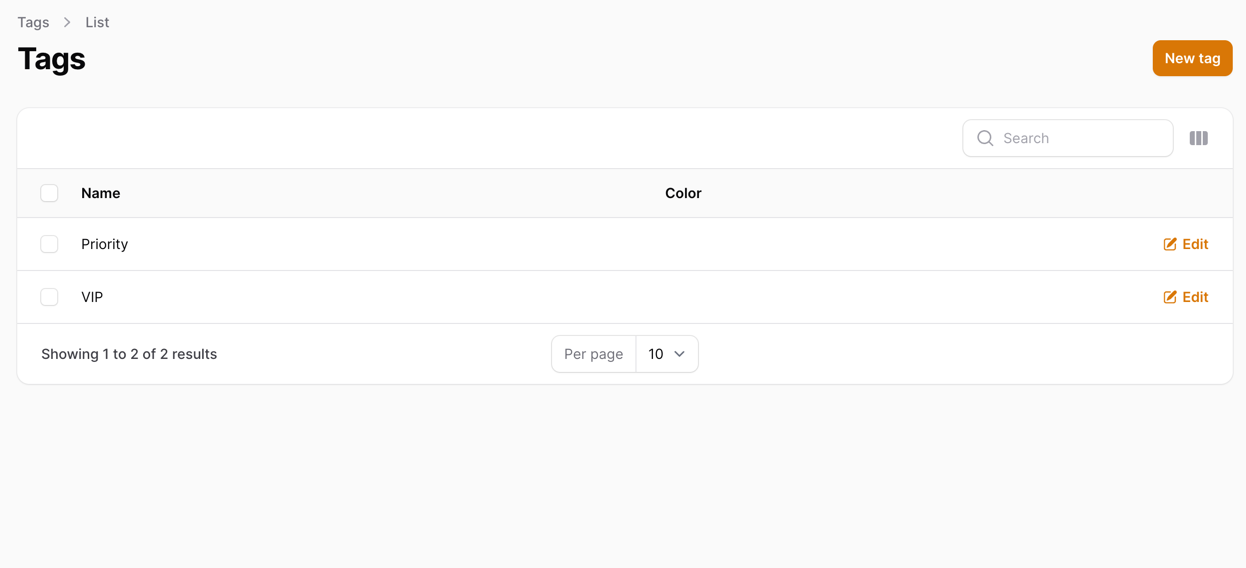 Tags > List
Tags
New tag
Search
Name Color
Priority Edit
VIP Edit
Showing 1 to 2 of 2 results Per page 10